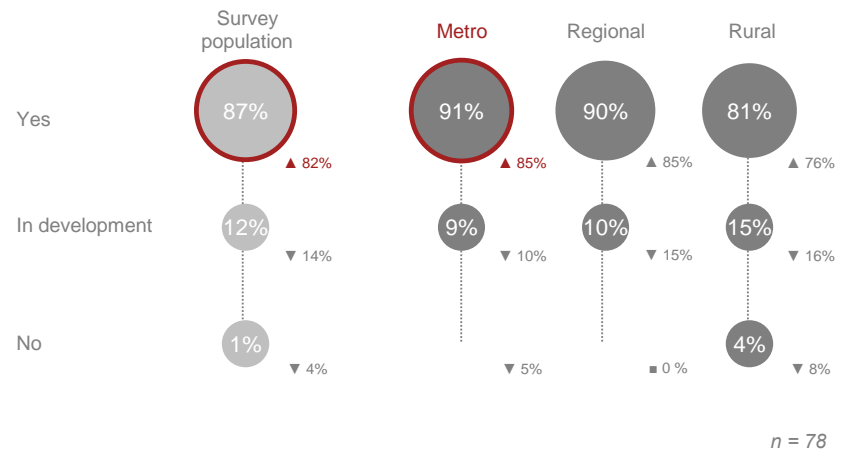 Survey
population
Metro
Regional
Rural
Yes
87%
91%
90%
81%
▲ 82%
▲ 85%
▲ 85%
▲ 76%
In development
12%
9%
10%
15%
▼ 14%
▼ 10%
▼ 15%
▼ 16%
No
1%
4%
▼ 4%
▼ 5%
■ 0 %
▼ 8%
n = 78